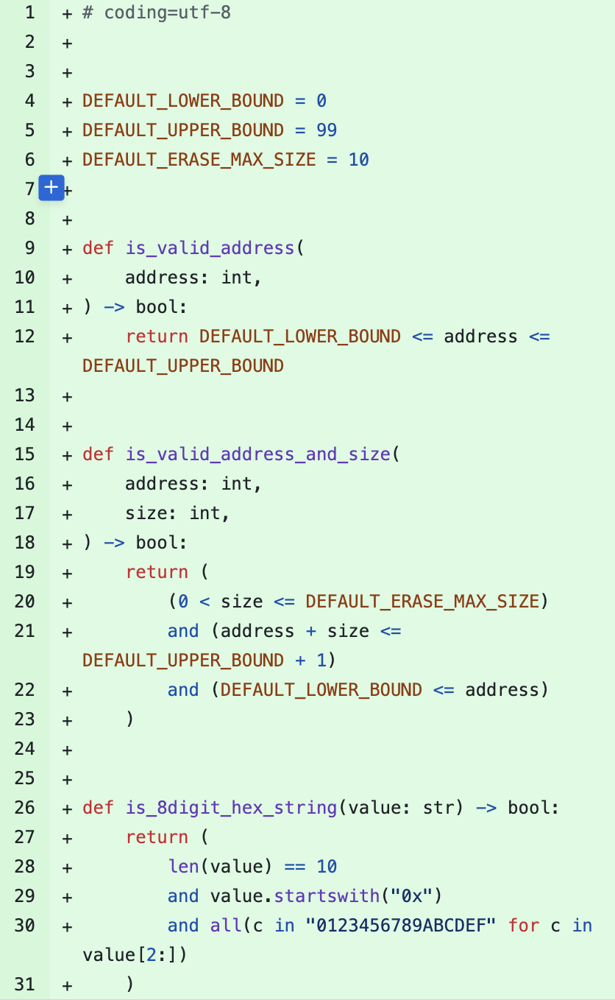 1 + # coding=utf-8
2 +
3 +
4 + DEFAULT_LOWER_BOUND = 0
5 + DEFAULT_UPPER_BOUND = 99
6 + DEFAULT_ERASE_MAX_SIZE = 10
7 + +
8 +
9 + def is_valid_address(
10 +     address: int,
11 + ) -> bool:
12 +     return DEFAULT_LOWER_BOUND <= address <=
DEFAULT_UPPER_BOUND
13 +
14 +
15 + def is_valid_address_and_size(
16 +     address: int,
17 +     size: int,
18 + ) -> bool:
19 +     return (
20 +         (0 < size <= DEFAULT_ERASE_MAX_SIZE)
21 +         and (address + size <=
DEFAULT_UPPER_BOUND + 1)
22 +         and (DEFAULT_LOWER_BOUND <= address)
23 +     )
24 +
25 +
26 + def is_8digit_hex_string(value: str) -> bool:
27 +     return (
28 +         len(value) == 10
29 +         and value.startswith("0x")
30 +         and all(c in "0123456789ABCDEF" for c in
value[2:])
31 +     )